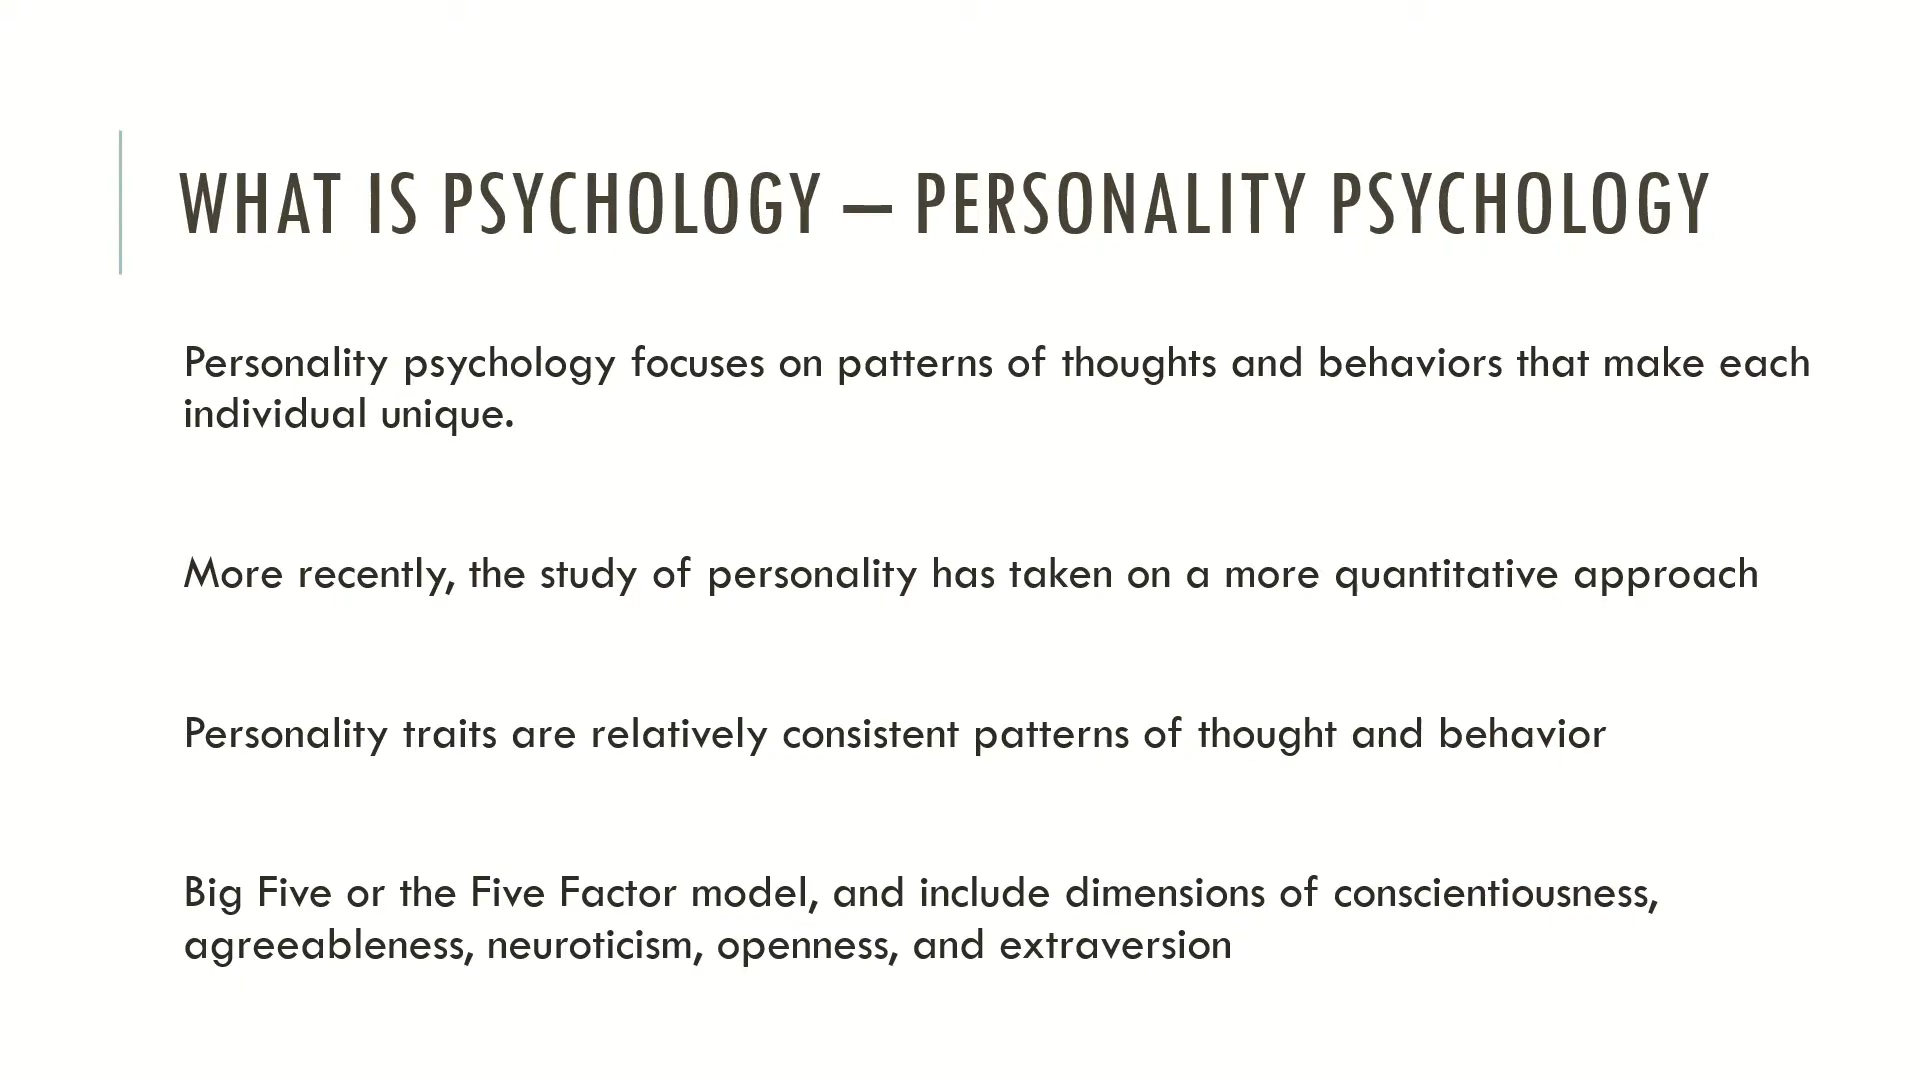 WHAT IS PSYCHOLOGY – PERSONALITY PSYCHOLOGY
Personality psychology focuses on patterns of thoughts and behaviors that make each
individual unique.
More recently, the study of personality has taken on a more quantitative approach
Personality traits are relatively consistent patterns of thought and behavior
Big Five or the Five Factor model, and include dimensions of conscientiousness,
agreeableness, neuroticism, openness, and extraversion